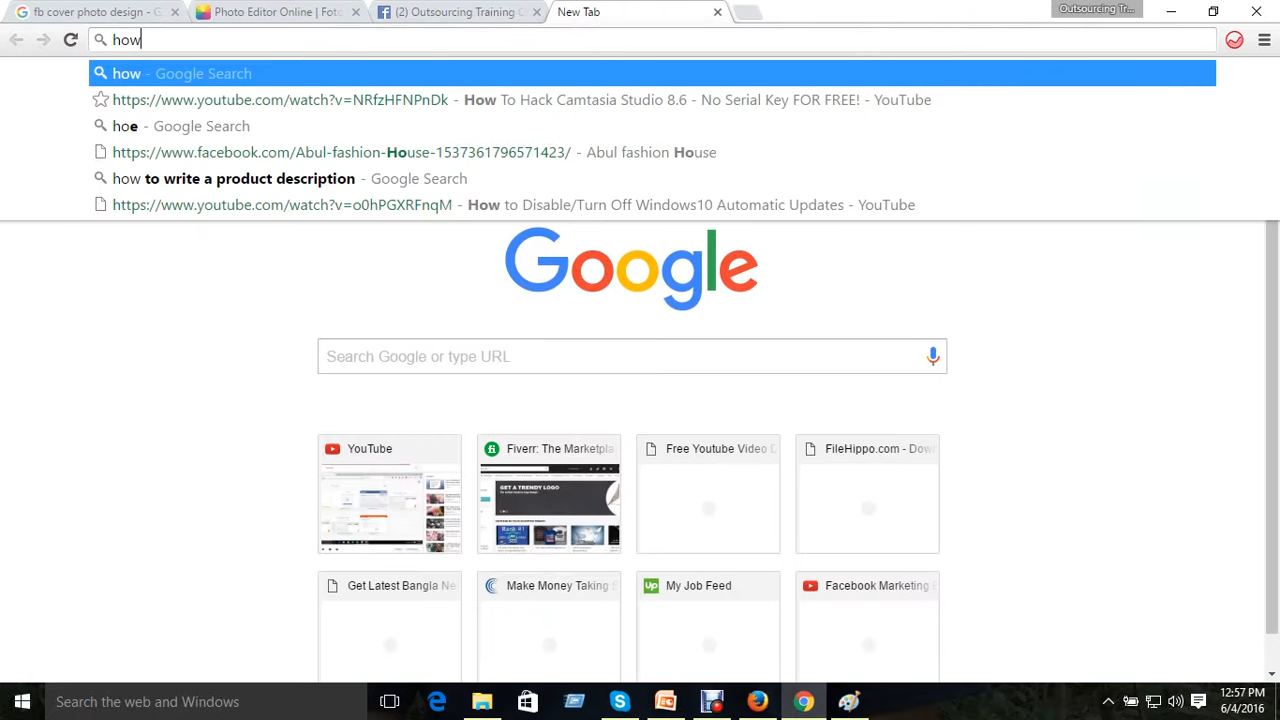 fb cover photo design - G
Photo Editor Online | Fot
(2) Outsourcing Training C
New Tab
Outsourcing Tr...
how
how - Google Search
https://www.youtube.com/watch?v=NRfzHFNPnDk - How To Hack Camtasia Studio 8.6 - No Serial Key FOR FREE! - YouTube
hoe - Google Search
https://www.facebook.com/Abul-fashion-House-1537361796571423/ - Abul fashion House
how to write a product description - Google Search
https://www.youtube.com/watch?v=o0hPGXRFnqM - How to Disable/Turn Off Windows10 Automatic Updates - YouTube
Google
Search Google or type URL
YouTube
Fiverr: The Marketpla
Free Youtube Video D
FileHippo.com - Dow
GET A TRENDY LOGO
Get Latest Bangla Ne
Make Money Taking
Up My Job Feed
Facebook Marketing
Search the web and Windows
12:57 PM
6/4/2016